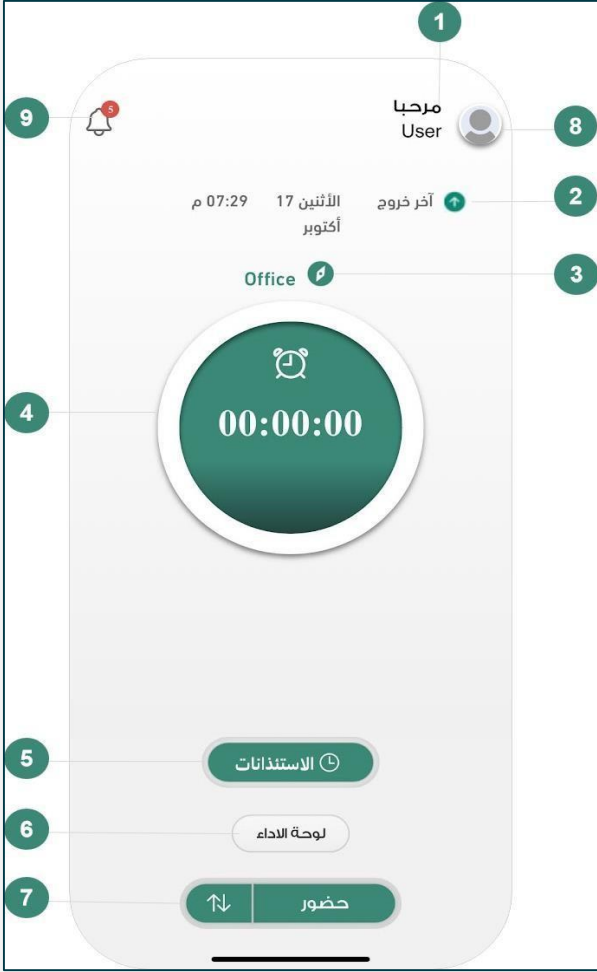 1
9
5
مرحبا
User
8
آخر خروج
الأثنين 17
أكتوبر
07:29 م
2
Office
3
4
00:00:00
5
الاستئذانات
6
لوحة الاداء
7
حضور